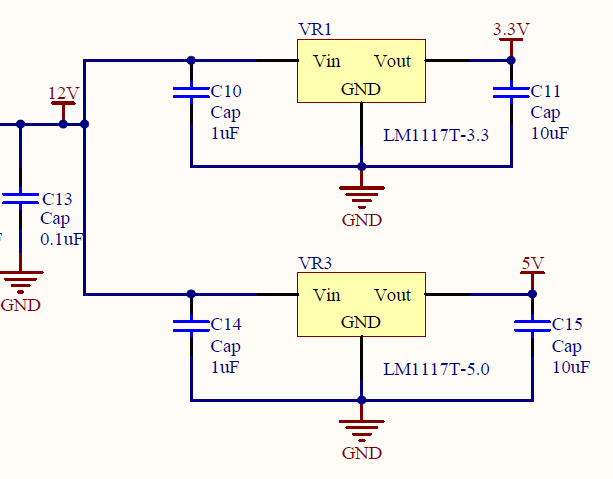 VR1
3.3V
Vin Vout
GND
C10
Cap
1uF
C11
Cap
10uF
LM1117T-3.3
GND
12V
C13
Cap
0.1uF
F
GND
VR3
5V
Vin Vout
GND
C14
Cap
1uF
C15
Cap
10uF
LM1117T-5.0
GND